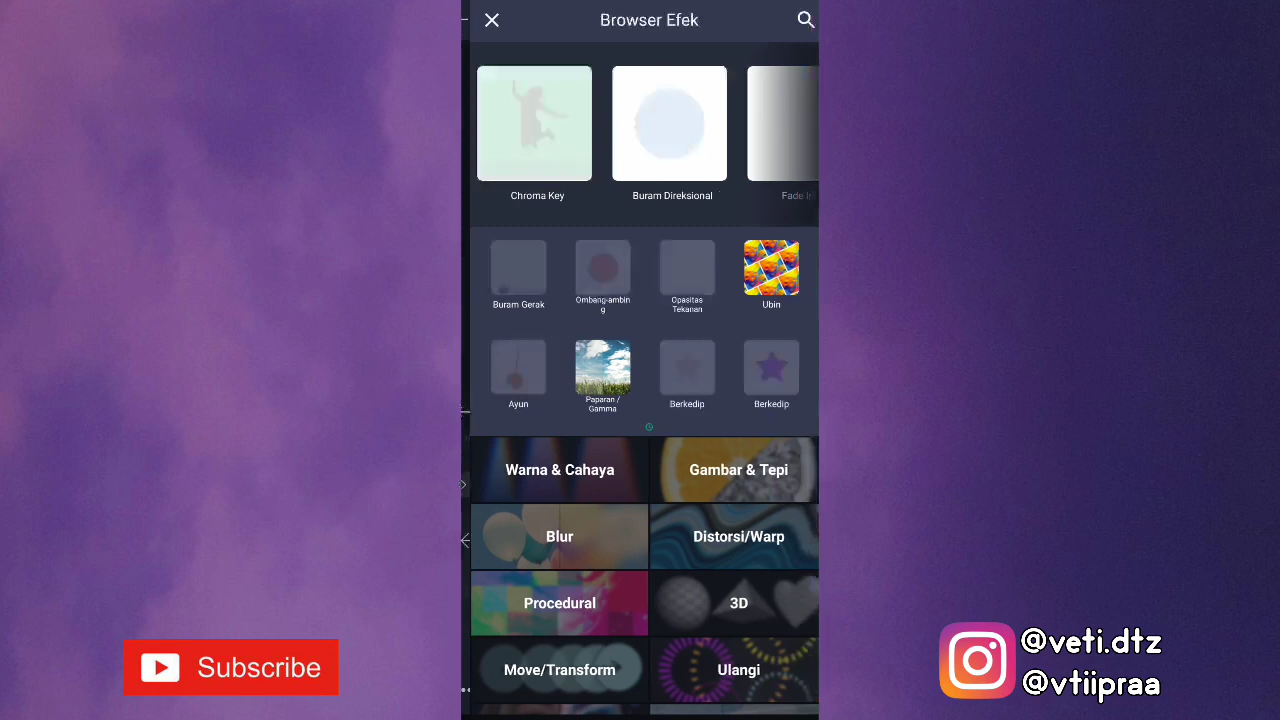 Browser Efek
Chroma Key
Buram Direksional
Fade In
Buram Gerak
Ombang-ambin
g
Opasitas
Tekanan
Ubin
Ayun
Paparan /
Gamma
Berkedip
Berkedip
Warna & Cahaya
Gambar & Tepi
Blur
Distorsi/Warp
Procedural
3D
Move/Transform
Ulangi
Subscribe
@veti.dtz
@vtiipraa